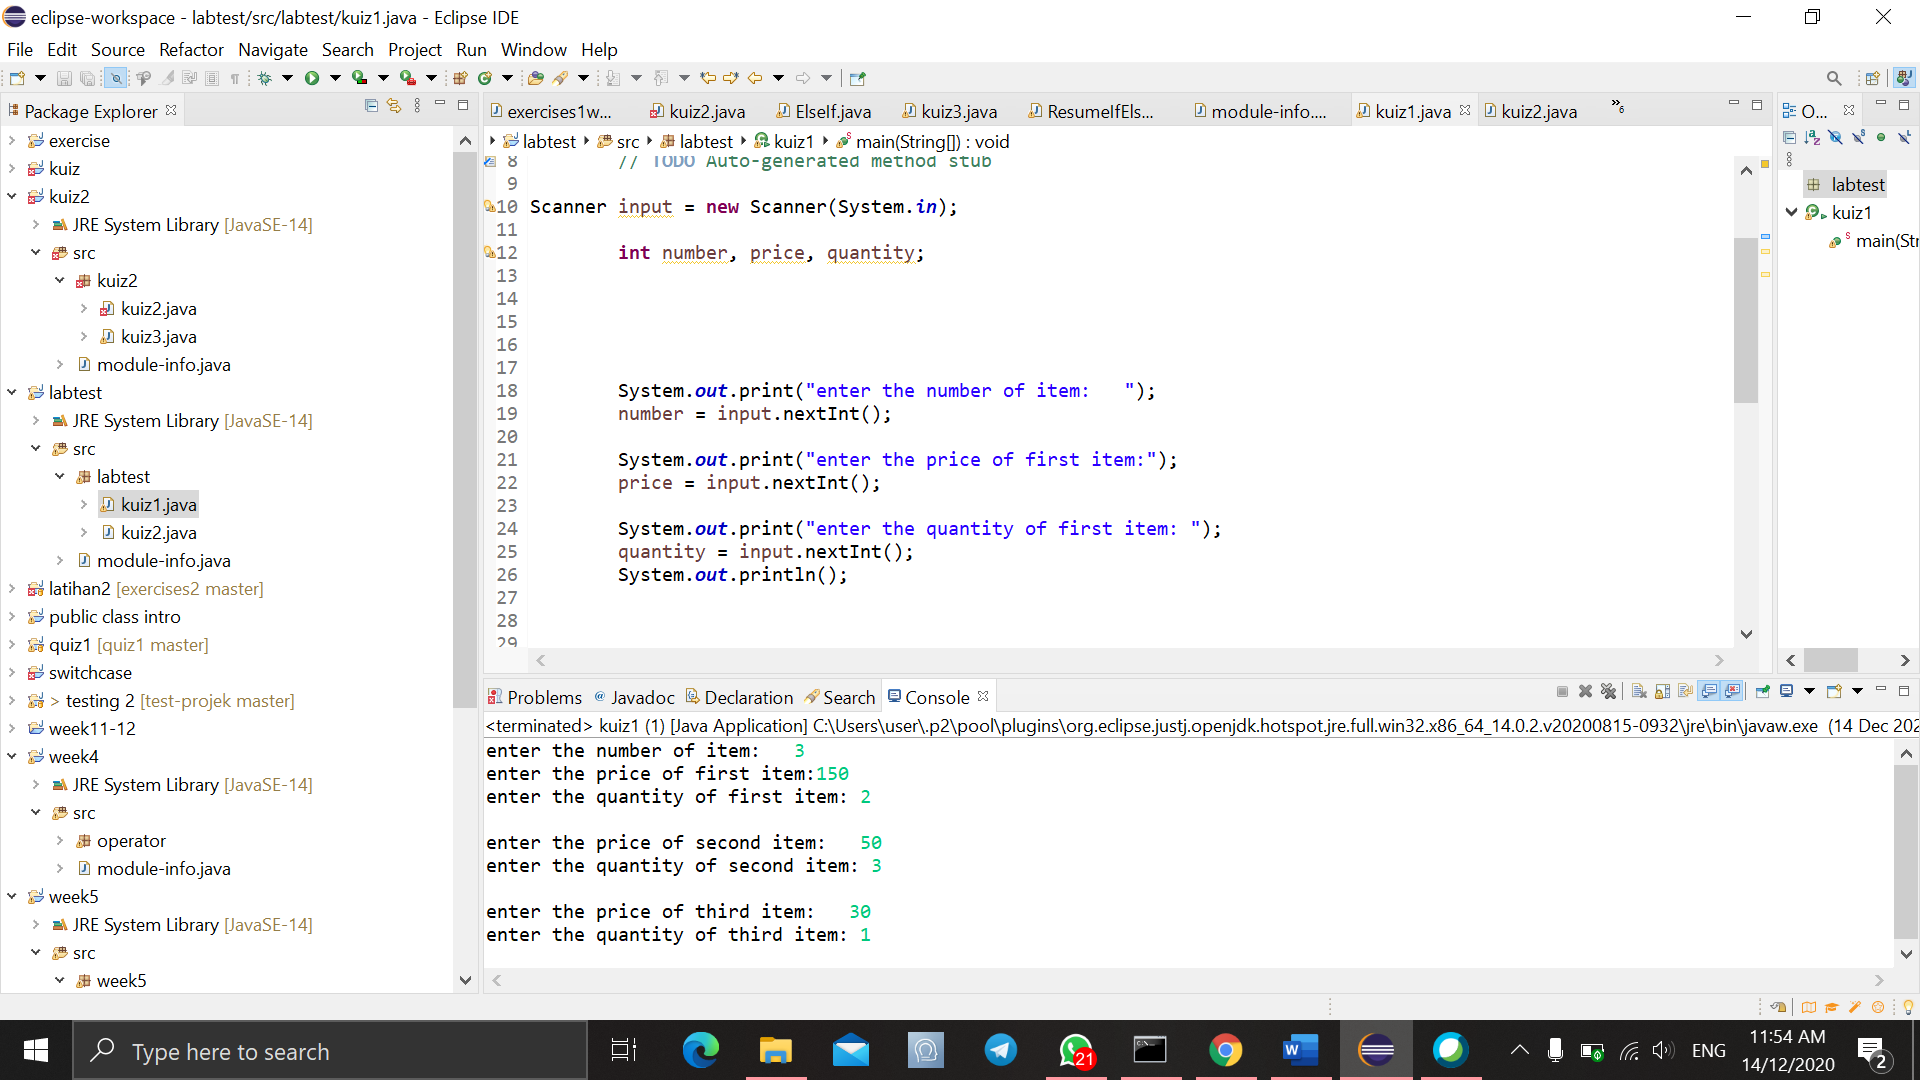 eclipse-workspace - labtest/src/labtest/kuiz1.java - Eclipse IDE
File Edit Source Refactor Navigate Search Project Run Window Help
Package Explorer
exercise
kuiz
kuiz2
JRE System Library [JavaSE-14]
src
kuiz2
kuiz2.java
kuiz3.java
module-info.java
labtest
JRE System Library [JavaSE-14]
src
labtest
kuiz1.java
kuiz2.java
module-info.java
latihan2 [exercises2 master]
public class intro
quiz1 [quiz1 master]
switchcase
> testing 2 [test-projek master]
week11-12
week4
JRE System Library [JavaSE-14]
src
operator
module-info.java
week5
JRE System Library [JavaSE-14]
src
week5
exercises1w... kuiz2.java ElseIf.java kuiz3.java ResumeIfEls... module-info.... kuiz1.java kuiz2.java »6
labtest src labtest kuiz1 main(String[]) : void
8 // TODO Auto-generated method stub
9
10 Scanner input = new Scanner(System.in);
11
12 int number, price, quantity;
13
14
15
16
17
18 System.out.print("enter the number of item:   ");
19 number = input.nextInt();
20
21 System.out.print("enter the price of first item:");
22 price = input.nextInt();
23
24 System.out.print("enter the quantity of first item: ");
25 quantity = input.nextInt();
26 System.out.println();
27
28
29
O...
labtest
kuiz1
main(Str
Problems @ Javadoc Declaration Search Console
<terminated> kuiz1 (1) [Java Application] C:\Users\user\.p2\pool\plugins\org.eclipse.justj.openjdk.hotspot.jre.full.win32.x86_64_14.0.2.v20200815-0932\jre\bin\javaw.exe (14 Dec 202
enter the number of item:   3
enter the price of first item:150
enter the quantity of first item: 2
enter the price of second item:   50
enter the quantity of second item: 3
enter the price of third item:   30
enter the quantity of third item: 1
Type here to search
21
W
ENG
11:54 AM
14/12/2020
2